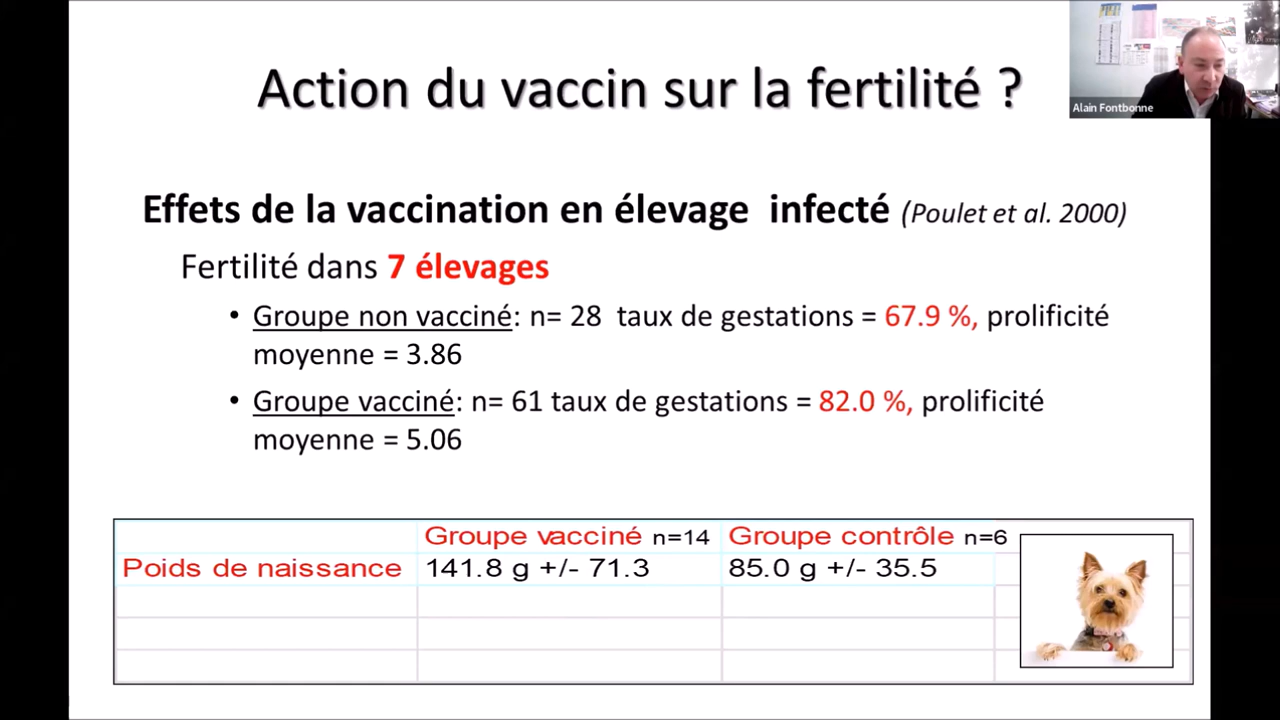 Action du vaccin sur la fertilité ?
Alain Fontbonne
Effets de la vaccination en élevage infecté (Poulet et al. 2000)
Fertilité dans 7 élevages
• Groupe non vacciné: n= 28 taux de gestations = 67.9 %, prolificité
moyenne = 3.86
• Groupe vacciné: n= 61 taux de gestations = 82.0 %, prolificité
moyenne = 5.06
Groupe vacciné n=14 Groupe contrôle n=6
Poids de naissance 141.8 g +/- 71.3 85.0 g +/- 35.5